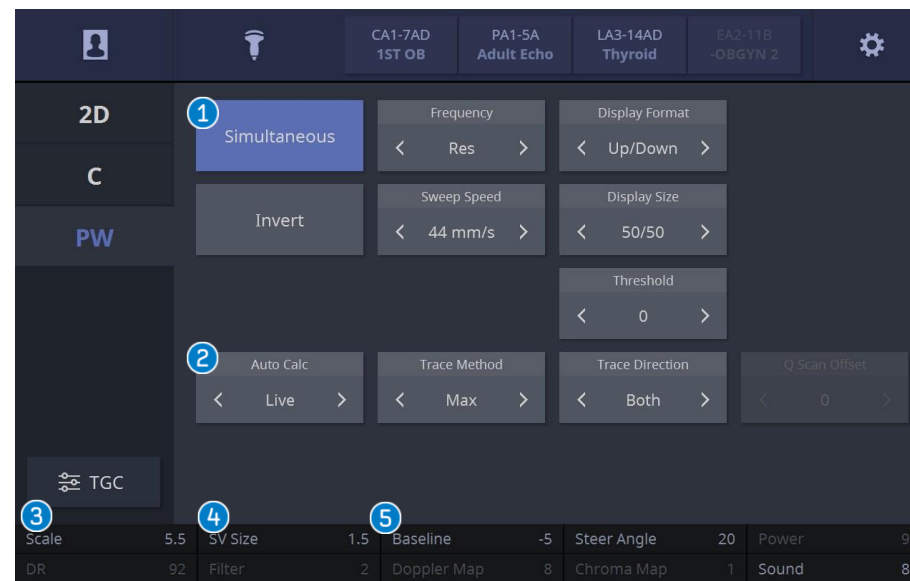 CA1-7AD PA1-5A LA3-14AD EA2-11B
1ST OB Adult Echo Thyroid -OBGYN 2
2D
1
Frequency Display Format
Simultaneous
< Res > < Up/Down >
C
Sweep Speed Display Size
Invert
PW
< 44 mm/s > < 50/50 >
Threshold
< 0 >
2
Auto Calc Trace Method Trace Direction Q Scan Offset
< Live > < Max > < Both > < 0 >
TGC
3 4 5
Scale 5.5 SV Size 1.5 Baseline -5 Steer Angle 20 Power 9
DR 92 Filter 2 Doppler Map 8 Chroma Map 1 Sound 8